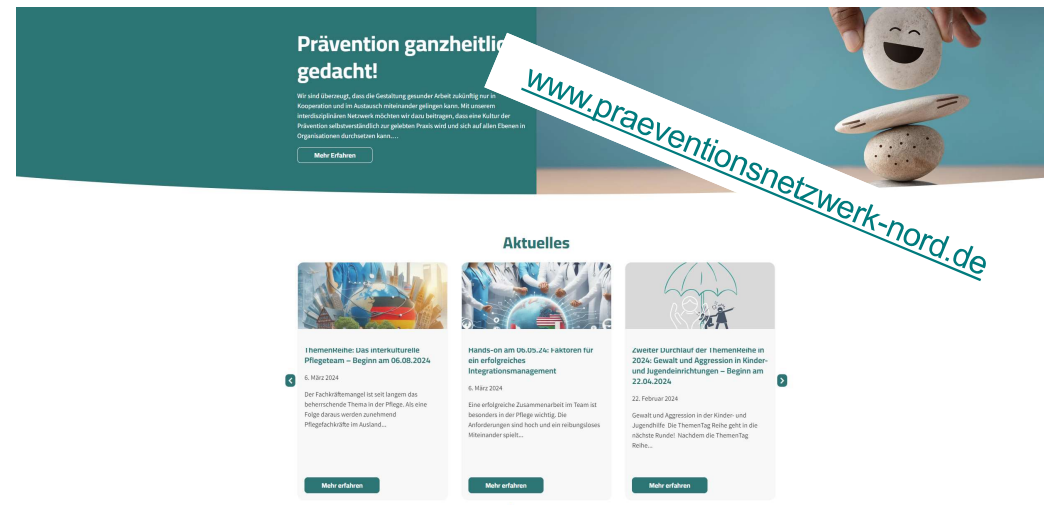 Prävention ganzheitlich
gedacht!
Wir sind überzeugt, dass die Gestaltung gesunder Arbeit zukünftig nur in
Kooperation und im Austausch miteinander gelingen kann. Mit unserem
interdisziplinären Netzwerk möchten wir dazu beitragen, dass eine Kultur der
Prävention selbstverständlich zur gelebten Praxis wird und sich auf allen Ebenen in
Organisationen durchsetzen kann....
Mehr Erfahren
www.praeventionsnetzwerk-nord.de
Aktuelles
ThemenReihe: Das interkulturelle
Pflegeteam – Beginn am 06.08.2024
6. März 2024
Der Fachkräftemangel ist seit langem das
beherrschende Thema in der Pflege. Als eine
Folge daraus werden zunehmend
Pflegefachkräfte im Ausland...
Mehr erfahren
Hands-on am 06.05.24: Faktoren für
ein erfolgreiches
Integrationsmanagement
6. März 2024
Eine erfolgreiche Zusammenarbeit im Team ist
besonders in der Pflege wichtig. Die
Anforderungen sind hoch und ein reibungsloses
Miteinander spielt...
Mehr erfahren
Zweiter Durchlauf der ThemenReihe in
2024: Gewalt und Aggression in Kinder-
und Jugendeinrichtungen – Beginn am
22.04.2024
22. Februar 2024
Gewalt und Aggression in der Kinder- und
Jugendhilfe Die ThemenTag Reihe geht in die
nächste Runde! Nachdem die ThemenTag
Reihe...
Mehr erfahren